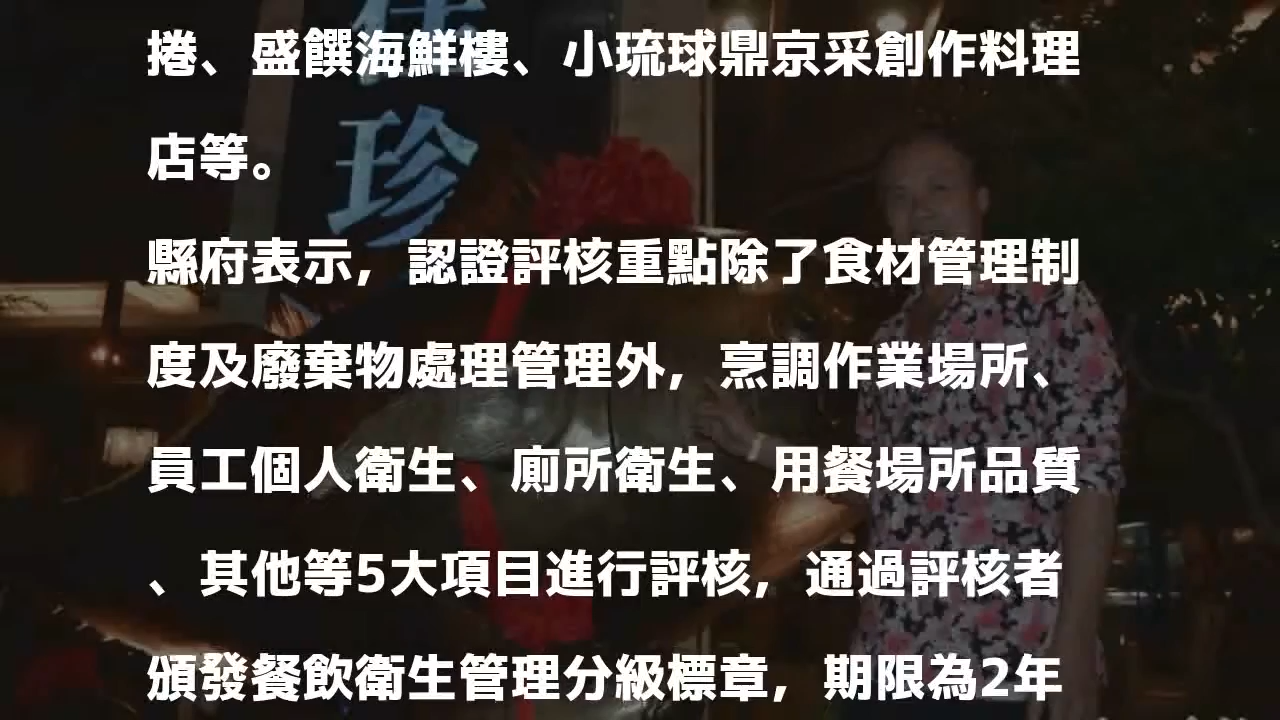 捲、盛饌海鮮樓、小琉球鼎京采創作料理
店等。
縣府表示，認證評核重點除了食材管理制
度及廢棄物處理管理外，烹調作業場所、
員工個人衛生、廁所衛生、用餐場所品質
、其他等5大項目進行評核，通過評核者
頒發餐飲衛生管理分級標章，期限為2年
佳
珍